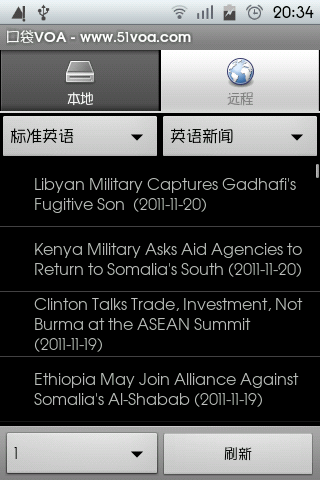 20:34
口袋VOA - www.51voa.com
本地
远程
标准英语
英语新闻
Libyan Military Captures Gadhafi's
Fugitive Son (2011-11-20)
Kenya Military Asks Aid Agencies to
Return to Somalia's South (2011-11-20)
Clinton Talks Trade, Investment, Not
Burma at the ASEAN Summit
(2011-11-19)
Ethiopia May Join Alliance Against
Somalia's Al-Shabab (2011-11-19)
1
刷新